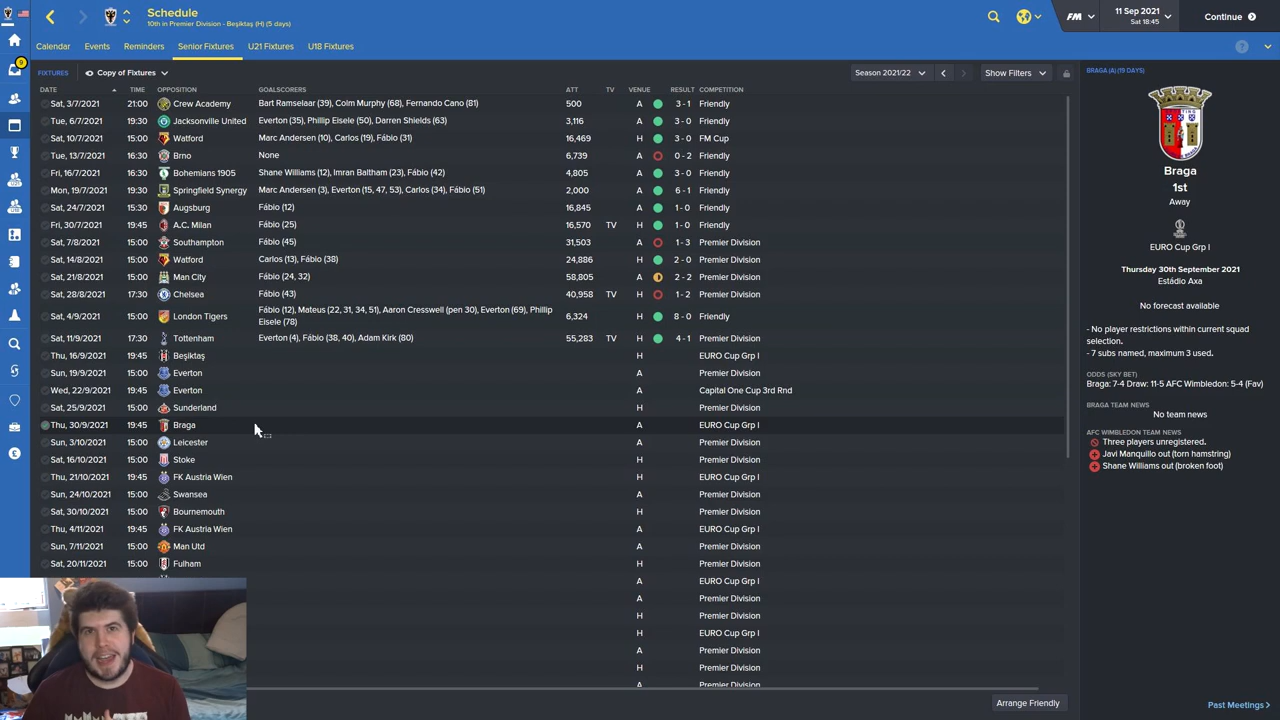 Schedule
10th in Premier Division - Beşiktaş (H) (5 days)
FM
11 Sep 2021
Sat 18:45
Continue
Calendar Events Reminders Senior Fixtures U21 Fixtures U18 Fixtures
9
FIXTURES Copy of Fixtures Season 2021/22 Show Filters
DATE TIME OPPOSITION GOALSCORERS ATT TV VENUE RESULT COMPETITION
Sat, 3/7/2021 21:00 Crew Academy Bart Ramselaar (39), Colm Murphy (68), Fernando Cano (81) 500 A 3 - 1 Friendly
Tue, 6/7/2021 19:30 Jacksonville United Everton (35), Phillip Eisele (50), Darren Shields (63) 3,116 A 3 - 0 Friendly
Sat, 10/7/2021 15:00 Watford Marc Andersen (10), Carlos (19), Fábio (31) 16,469 H 3 - 0 FM Cup
Tue, 13/7/2021 16:30 Brno None 6,739 A 0 - 2 Friendly
Fri, 16/7/2021 16:30 Bohemians 1905 Shane Williams (12), Imran Baltham (23), Fábio (42) 4,805 A 3 - 0 Friendly
Mon, 19/7/2021 19:30 Springfield Synergy Marc Andersen (3), Everton (15, 47, 53), Carlos (34), Fábio (51) 2,000 A 6 - 1 Friendly
Sat, 24/7/2021 15:30 Augsburg Fábio (12) 16,845 A 1 - 0 Friendly
Fri, 30/7/2021 19:45 A.C. Milan Fábio (25) 16,570 TV H 1 - 0 Friendly
Sat, 7/8/2021 15:00 Southampton Fábio (45) 31,503 A 1 - 3 Premier Division
Sat, 14/8/2021 15:00 Watford Carlos (13), Fábio (38) 24,886 H 2 - 0 Premier Division
Sat, 21/8/2021 15:00 Man City Fábio (24, 32) 58,805 A 2 - 2 Premier Division
Sat, 28/8/2021 17:30 Chelsea Fábio (43) 40,958 TV H 1 - 2 Premier Division
Sat, 4/9/2021 15:00 London Tigers Fábio (12), Mateus (22, 31, 34, 51), Aaron Cresswell (pen 30), Everton (69), Phillip Eisele (78) 6,324 H 8 - 0 Friendly
Sat, 11/9/2021 17:30 Tottenham Everton (4), Fábio (38, 40), Adam Kirk (80) 55,283 TV H 4 - 1 Premier Division
Thu, 16/9/2021 19:45 Beşiktaş H EURO Cup Grp I
Sun, 19/9/2021 15:00 Everton A Premier Division
Wed, 22/9/2021 19:45 Everton A Capital One Cup 3rd Rnd
Sat, 25/9/2021 15:00 Sunderland H Premier Division
Thu, 30/9/2021 19:45 Braga A EURO Cup Grp I
Sun, 3/10/2021 15:00 Leicester A Premier Division
Sat, 16/10/2021 15:00 Stoke H Premier Division
Thu, 21/10/2021 19:45 FK Austria Wien H EURO Cup Grp I
Sun, 24/10/2021 15:00 Swansea A Premier Division
Sat, 30/10/2021 15:00 Bournemouth H Premier Division
Thu, 4/11/2021 19:45 FK Austria Wien A EURO Cup Grp I
Sun, 7/11/2021 15:00 Man Utd A Premier Division
Sat, 20/11/2021 15:00 Fulham H Premier Division
A EURO Cup Grp I
A Premier Division
H Premier Division
H EURO Cup Grp I
A Premier Division
H Premier Division
A Premier Division
Arrange Friendly
BRAGA (A) (19 DAYS)
Braga
1st
Away
EURO Cup Grp I
Thursday 30th September 2021
Estádio Axa
No forecast available
- No player restrictions within current squad
selection.
- 7 subs named, maximum 3 used.
ODDS (SKY BET)
Braga: 7-4 Draw: 11-5 AFC Wimbledon: 5-4 (Fav)
BRAGA TEAM NEWS
No team news
AFC WIMBLEDON TEAM NEWS
Three players unregistered.
Javi Manquillo out (torn hamstring)
Shane Williams out (broken foot)
Past Meetings >